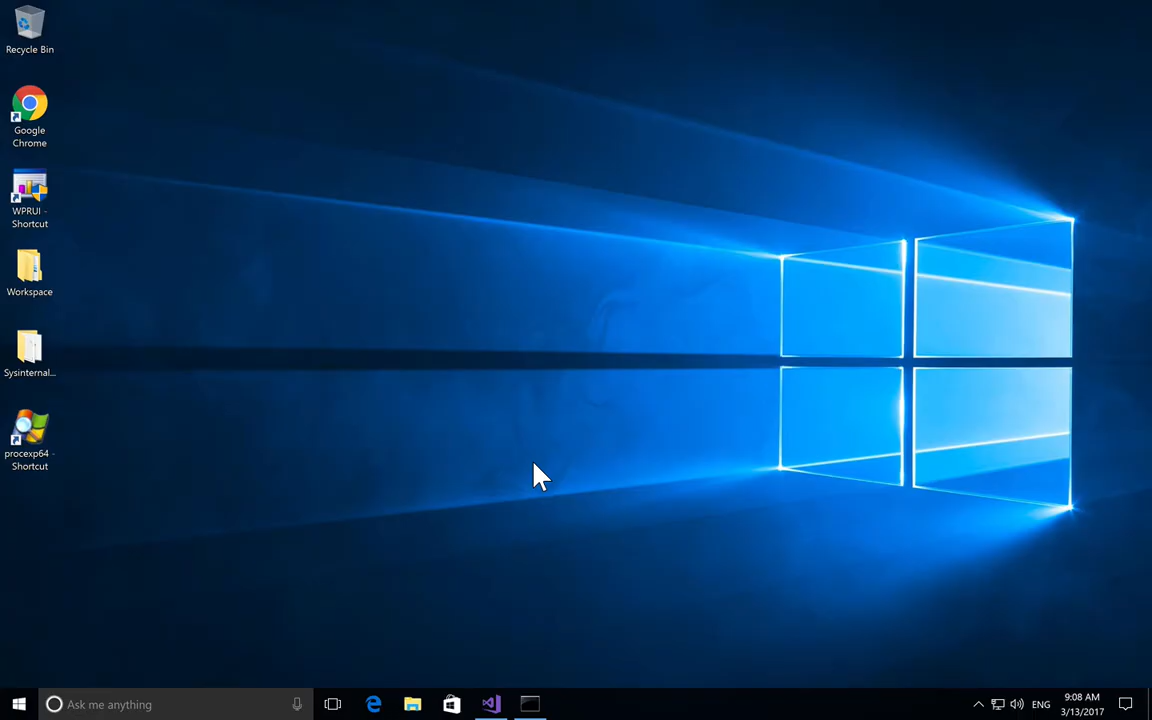 Recycle Bin
Google
Chrome
WPRUI -
Shortcut
Workspace
Sysinternal...
procexp64 -
Shortcut
Ask me anything
ENG
9:08 AM
3/13/2017